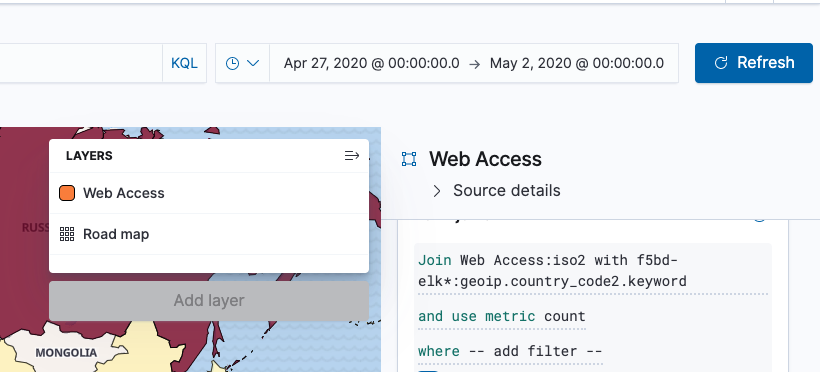 KQL
Apr 27, 2020 @ 00:00:00.0 → May 2, 2020 @ 00:00:00.0
Refresh
LAYERS
Web Access
Road map
Add layer
RUSS
MONGOLIA
Web Access
Source details
Join Web Access:iso2 with f5bd-
elk*:geoip.country_code2.keyword
and use metric count
where -- add filter --